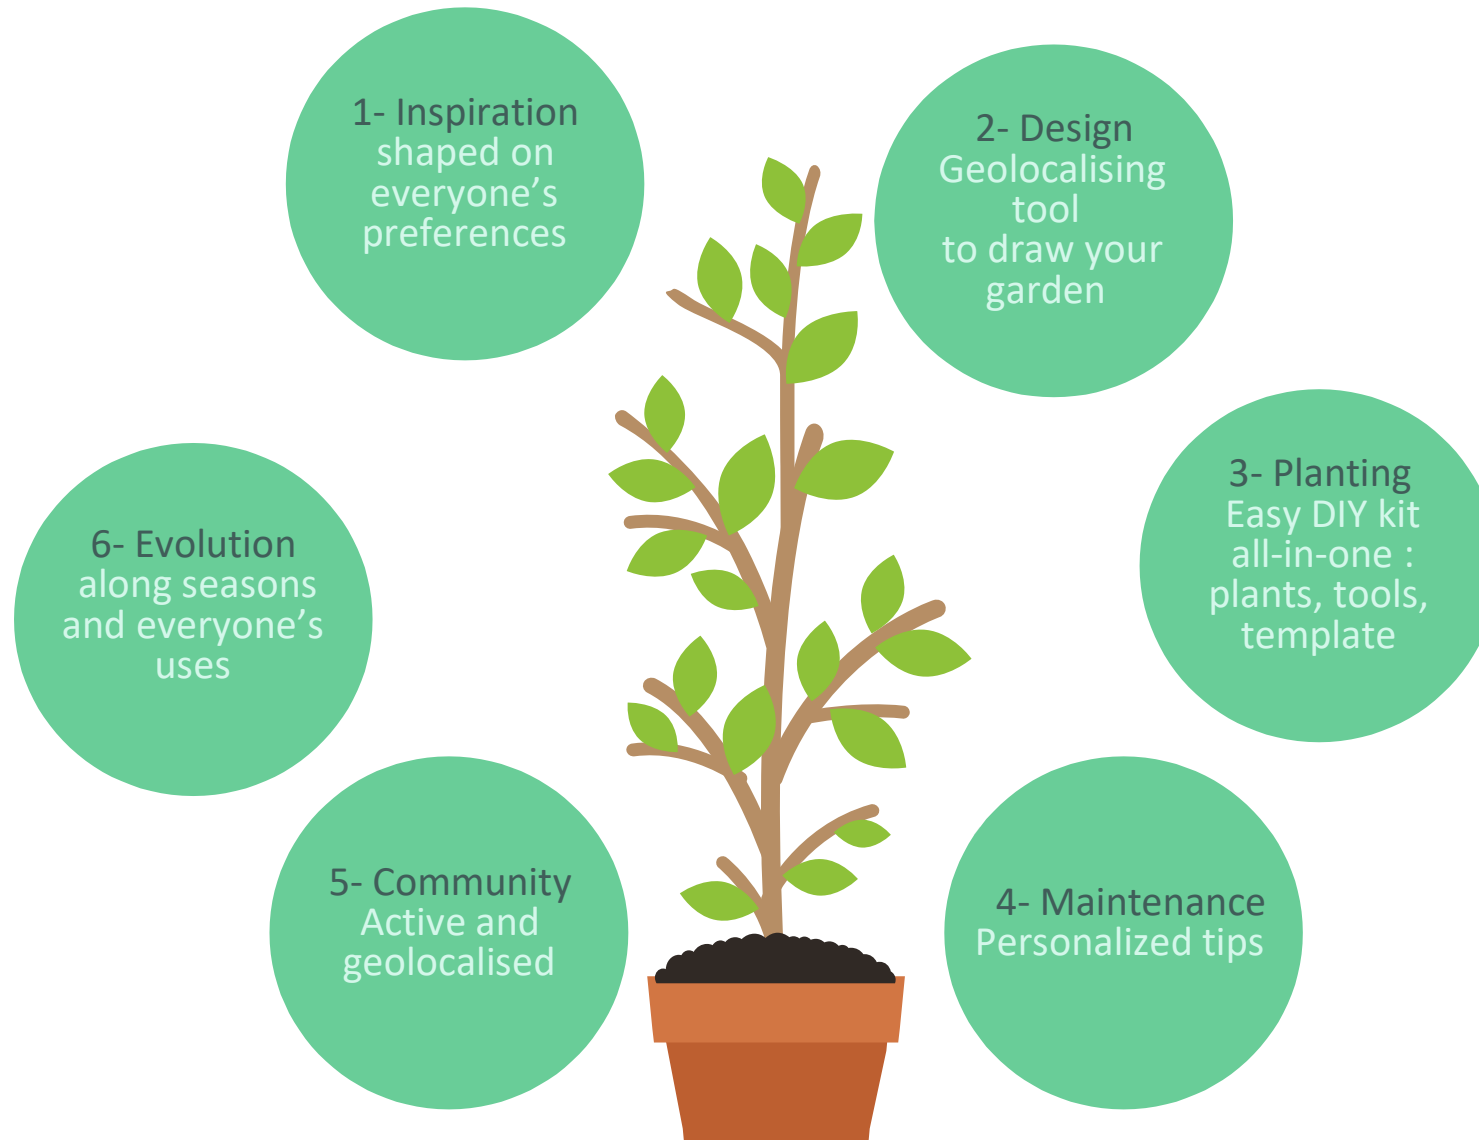 1- Inspiration
shaped on
everyone’s
preferences
2- Design
Geolocalising
tool
to draw your
garden
3- Planting
Easy DIY kit
all-in-one :
plants, tools,
template
4- Maintenance
Personalized tips
5- Community
Active and
geolocalised
6- Evolution
along seasons
and everyone’s
uses